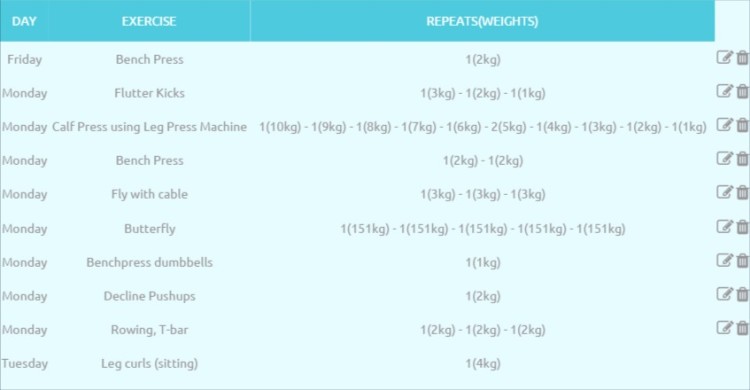 DAY EXERCISE REPEATS(WEIGHTS)
Friday Bench Press 1(2kg)
Monday Flutter Kicks 1(3kg) - 1(2kg) - 1(1kg)
Monday Calf Press using Leg Press Machine 1(10kg) - 1(9kg) - 1(8kg) - 1(7kg) - 1(6kg) - 2(5kg) - 1(4kg) - 1(3kg) - 1(2kg) - 1(1kg)
Monday Bench Press 1(2kg) - 1(2kg)
Monday Fly with cable 1(3kg) - 1(3kg) - 1(3kg)
Monday Butterfly 1(151kg) - 1(151kg) - 1(151kg) - 1(151kg) - 1(151kg)
Monday Benchpress dumbbells 1(1kg)
Monday Decline Pushups 1(2kg)
Monday Rowing, T-bar 1(2kg) - 1(2kg) - 1(2kg)
Tuesday Leg curls (sitting) 1(4kg)